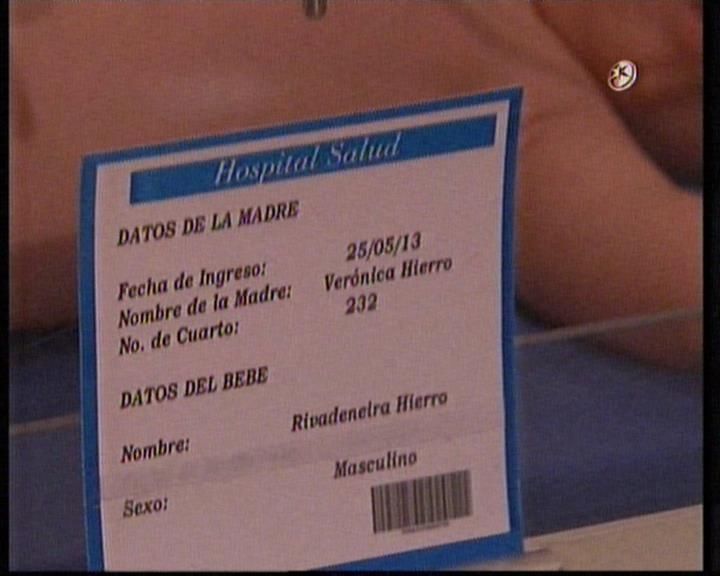 Hospital Salud
DATOS DE LA MADRE
Fecha de Ingreso: 25/05/13
Nombre de la Madre: Verónica Hierro
No. de Cuarto: 232
DATOS DEL BEBE
Nombre: Rivadeneira Hierro
Sexo: Masculino
K